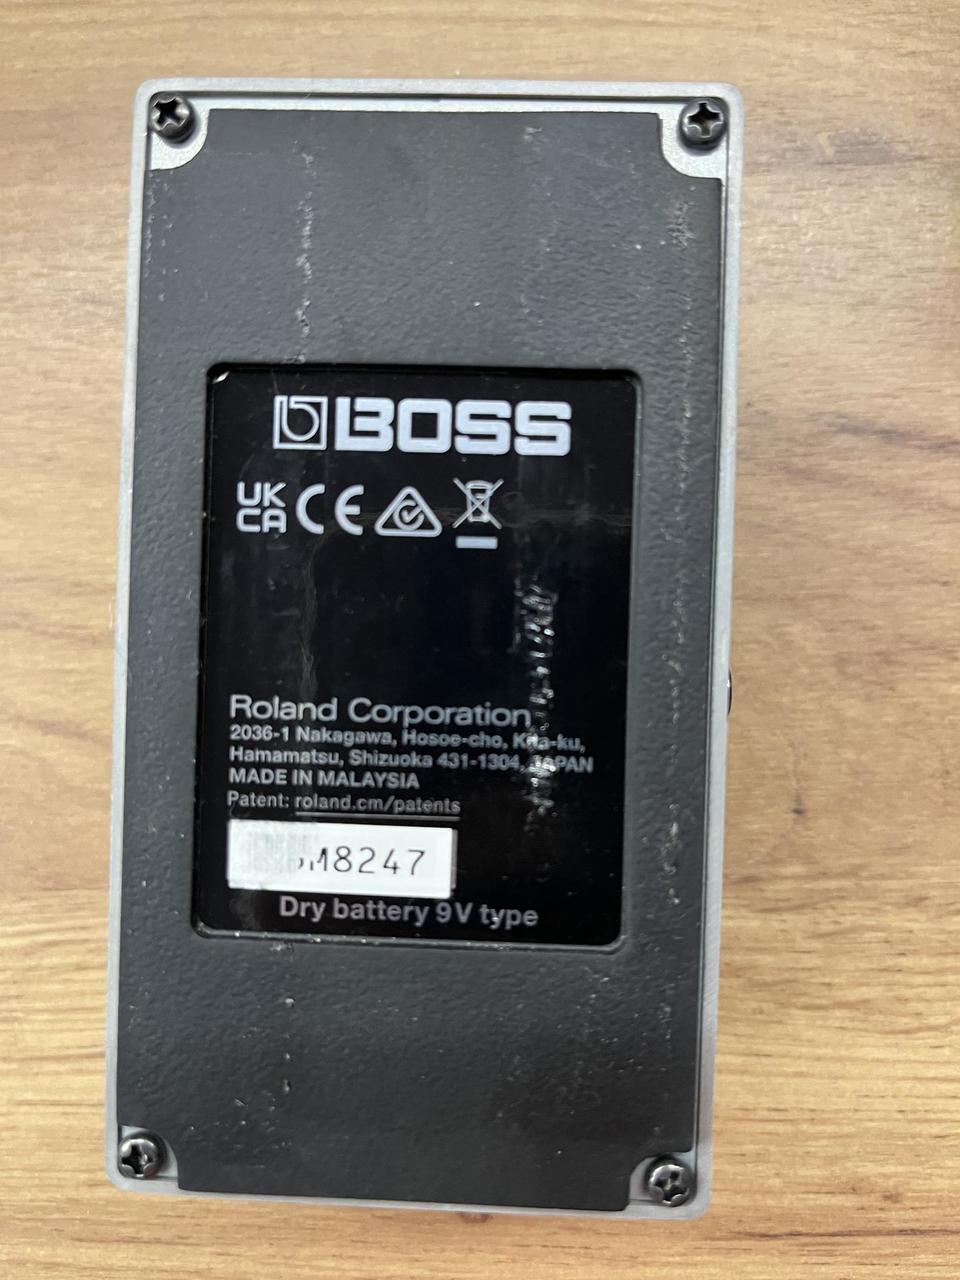 BOSS
UK
CA CE
Roland Corporation
2036-1 Nakagawa, Hosoe-cho, Kita-ku,
Hamamatsu, Shizuoka 431-1304, JAPAN
MADE IN MALAYSIA
Patent: roland.cm/patents
8247
Dry battery 9V type